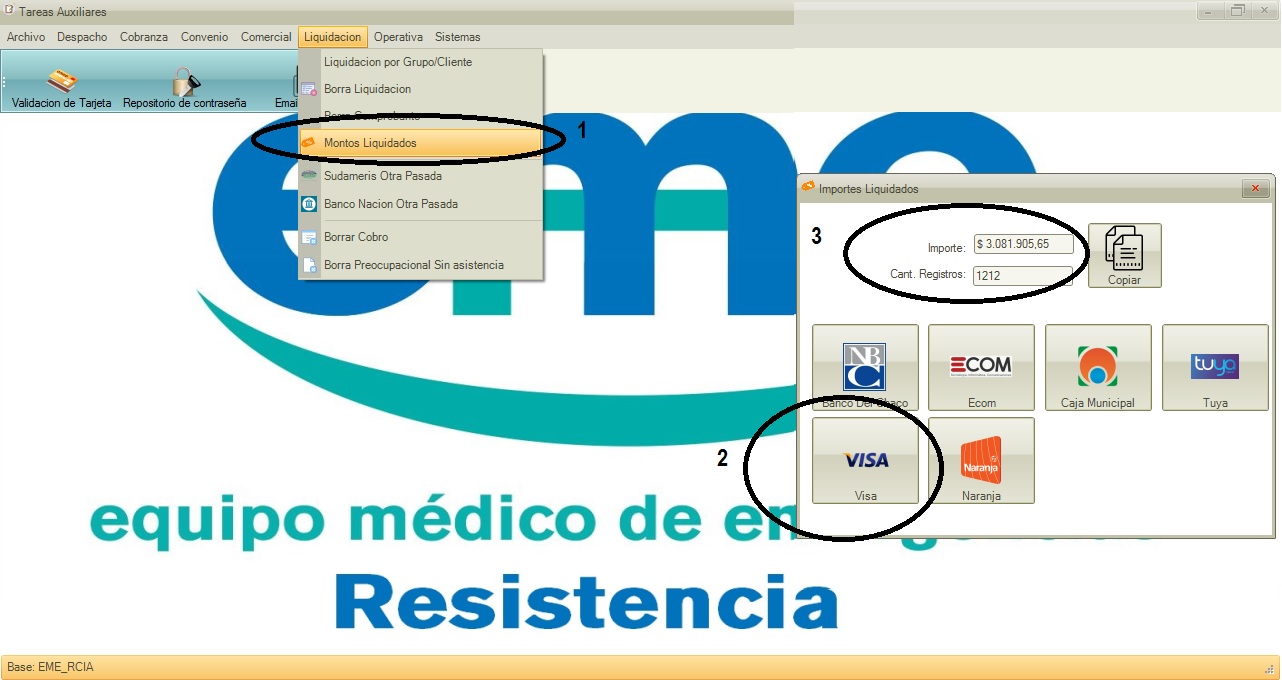 Tareas Auxiliares
Archivo Despacho Cobranza Convenio Comercial Liquidacion Operativa Sistemas
Validacion de Tarjeta Repositorio de contraseña Emai
Liquidacion por Grupo/Cliente
Borra Liquidacion
Borra Comprobante
Montos Liquidados
1
Sudameris Otra Pasada
Banco Nacion Otra Pasada
Borrar Cobro
Borra Preocupacional Sin asistencia
eme
Importes Liquidados
3
Importe: $ 3.081.905,65
Cant. Registros: 1212
Copiar
NBC
Banco Del Chaco
ECOM
Ecom
Caja Municipal
tuya
Tuya
2
VISA
Visa
Naranja
Naranja
equipo médico de
Resistencia
Base: EME_RCIA